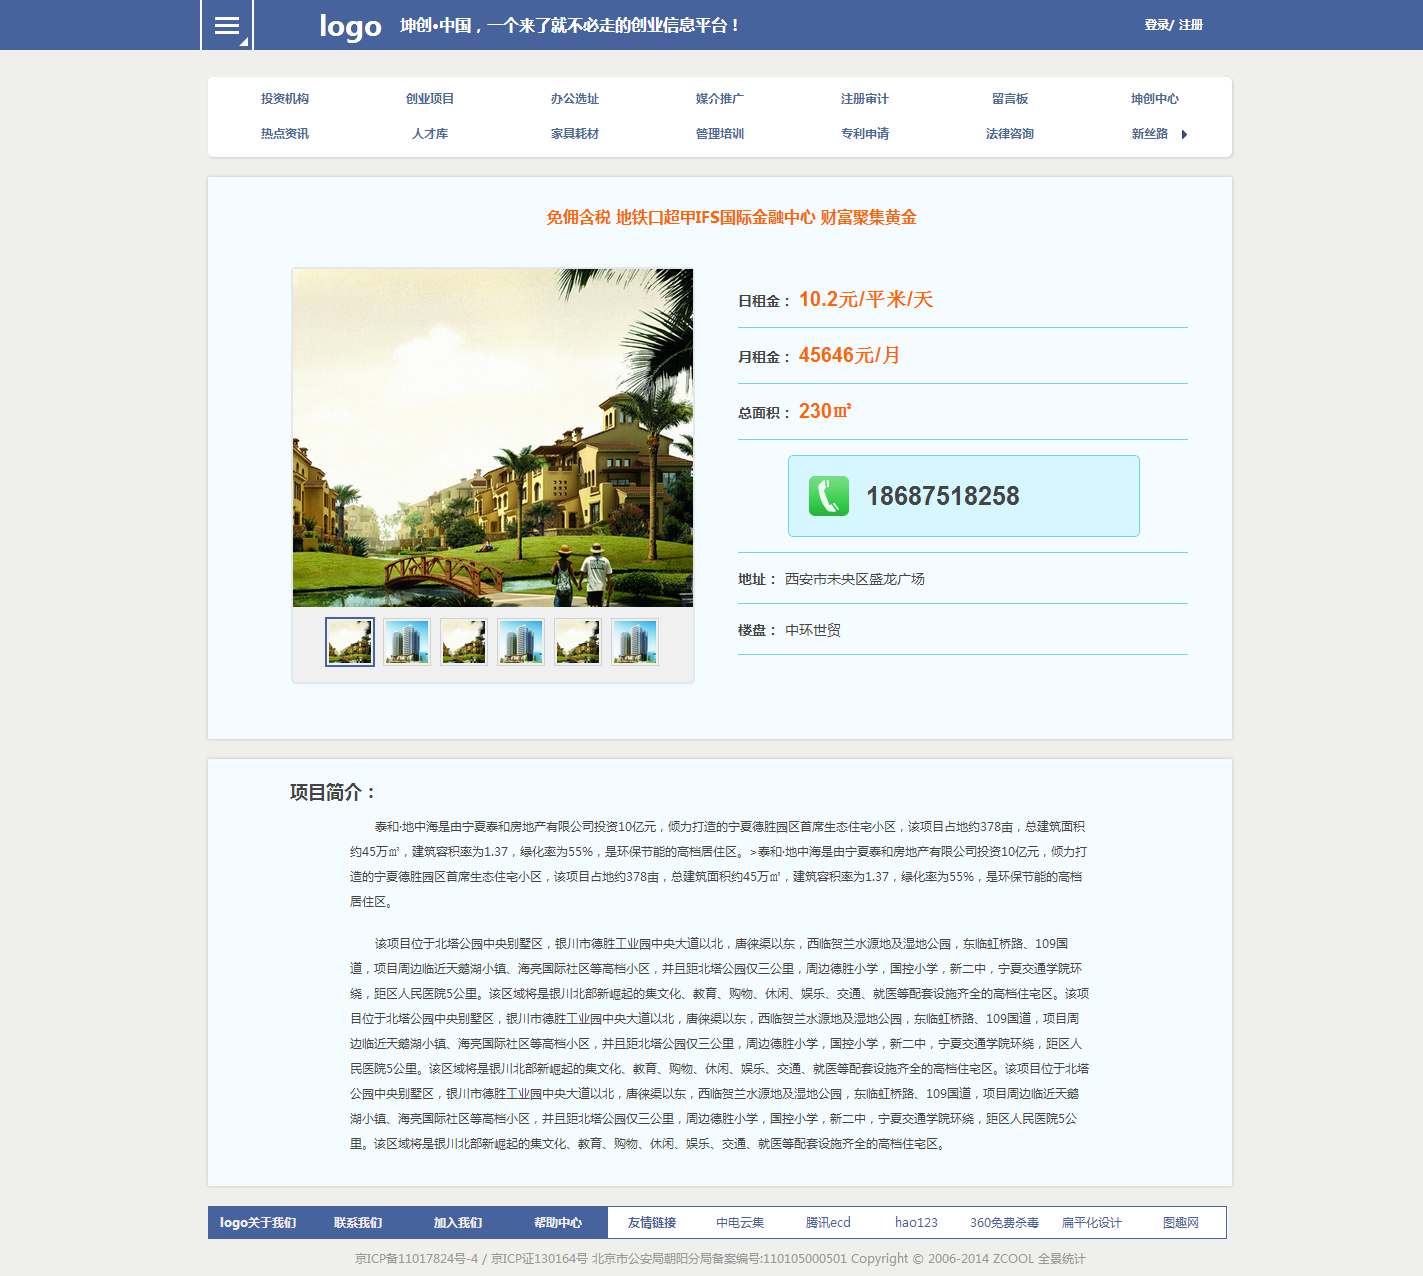 logo 坤创•中国，一个来了就不必走的创业信息平台！ 登录/ 注册
投资机构 创业项目 办公选址 媒介推广 注册审计 留言板 坤创中心
热点资讯 人才库 家具耗材 管理培训 专利申请 法律咨询 新丝路
免佣含税 地铁口超甲IFS国际金融中心 财富聚集黄金
日租金： 10.2元/平米/天
月租金： 45646元/月
总面积： 230㎡
18687518258
地址： 西安市未央区盛龙广场
楼盘： 中环世贸
项目简介：
泰和·地中海是由宁夏泰和房地产有限公司投资10亿元，倾力打造的宁夏德胜园区首席生态住宅小区，该项目占地约378亩，总建筑面积
约45万㎡，建筑容积率为1.37，绿化率为55%，是环保节能的高档居住区。>泰和·地中海是由宁夏泰和房地产有限公司投资10亿元，倾力打
造的宁夏德胜园区首席生态住宅小区，该项目占地约378亩，总建筑面积约45万㎡，建筑容积率为1.37，绿化率为55%，是环保节能的高档
居住区。
该项目位于北塔公园中央别墅区，银川市德胜工业园中央大道以北，唐徕渠以东，西临贺兰水源地及湿地公园，东临虹桥路、109国
道，项目周边临近天鹅湖小镇、海亮国际社区等高档小区，并且距北塔公园仅三公里，周边德胜小学，国控小学，新二中，宁夏交通学院环
绕，距区人民医院5公里。该区域将是银川北部新崛起的集文化、教育、购物、休闲、娱乐、交通、就医等配套设施齐全的高档住宅区。该项
目位于北塔公园中央别墅区，银川市德胜工业园中央大道以北，唐徕渠以东，西临贺兰水源地及湿地公园，东临虹桥路、109国道，项目周
边临近天鹅湖小镇、海亮国际社区等高档小区，并且距北塔公园仅三公里，周边德胜小学，国控小学，新二中，宁夏交通学院环绕，距区人
民医院5公里。该区域将是银川北部新崛起的集文化、教育、购物、休闲、娱乐、交通、就医等配套设施齐全的高档住宅区。该项目位于北塔
公园中央别墅区，银川市德胜工业园中央大道以北，唐徕渠以东，西临贺兰水源地及湿地公园，东临虹桥路、109国道，项目周边临近天鹅
湖小镇、海亮国际社区等高档小区，并且距北塔公园仅三公里，周边德胜小学，国控小学，新二中，宁夏交通学院环绕，距区人民医院5公
里。该区域将是银川北部新崛起的集文化、教育、购物、休闲、娱乐、交通、就医等配套设施齐全的高档住宅区。
logo关于我们 联系我们 加入我们 帮助中心 友情链接 中电云集 腾讯ecd hao123 360免费杀毒 扁平化设计 图趣网
京ICP备11017824号-4 / 京ICP证130164号 北京市公安局朝阳分局备案编号:110105000501 Copyright © 2006-2014 ZCOOL 全景统计